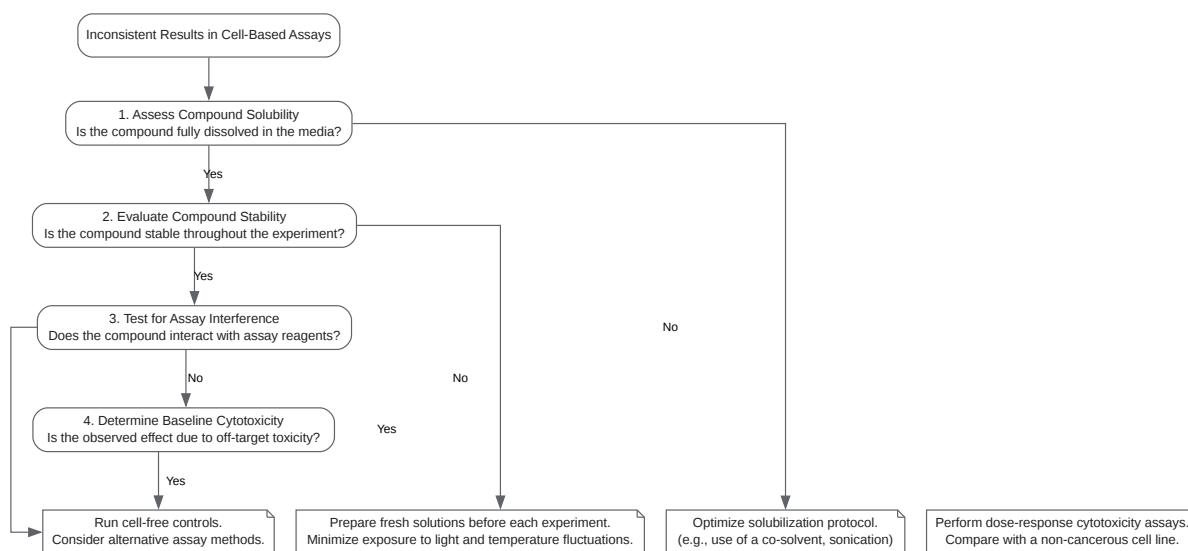 Inconsistent Results in Cell-Based Assays
1. Assess Compound Solubility
Is the compound fully dissolved in the media?
Yes
2. Evaluate Compound Stability
Is the compound stable throughout the experiment?
Yes
3. Test for Assay Interference
Does the compound interact with assay reagents?
No
No
No
4. Determine Baseline Cytotoxicity
Is the observed effect due to off-target toxicity?
Yes
Yes
Run cell-free controls.
Consider alternative assay methods.
Prepare fresh solutions before each experiment.
Minimize exposure to light and temperature fluctuations.
Optimize solubilization protocol.
(e.g., use of a co-solvent, sonication)
Perform dose-response cytotoxicity assays.
Compare with a non-cancerous cell line.